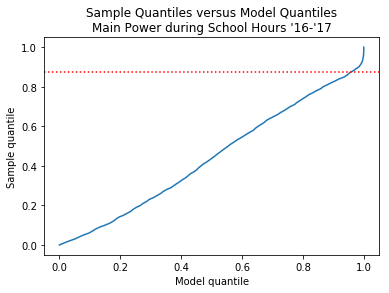 Sample Quantiles versus Model Quantiles
Main Power during School Hours '16-'17
1.0
0.8
0.6
0.4
0.2
0.0
Sample quantile
0.0 0.2 0.4 0.6 0.8 1.0
Model quantile